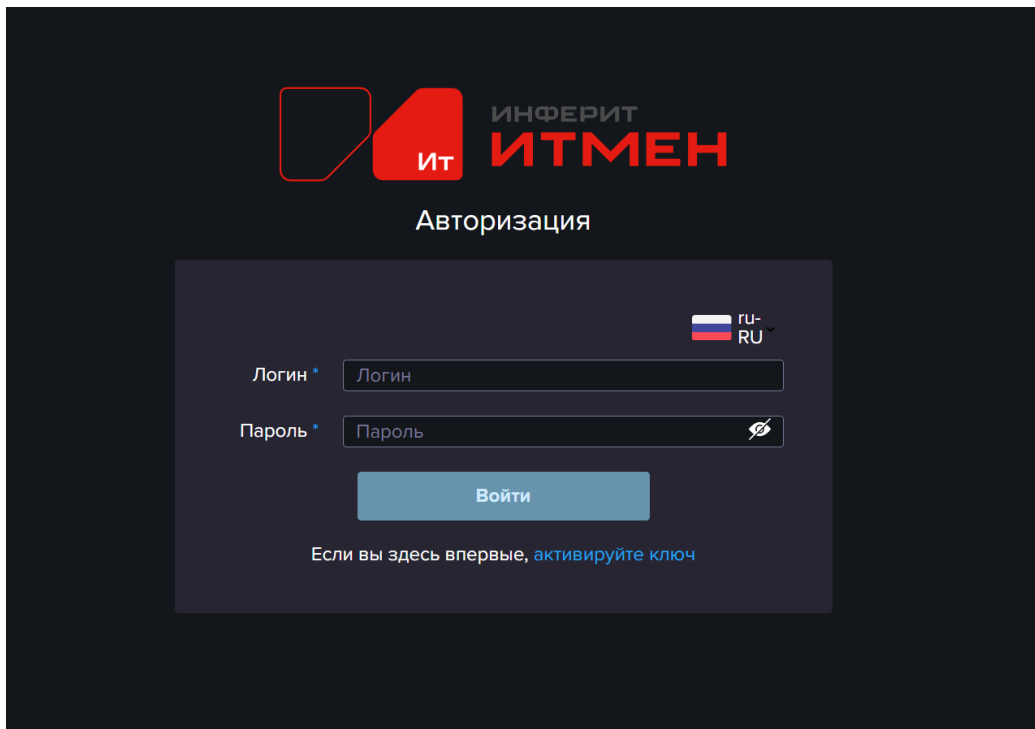 ИНФЕРИТ
ИТМЕН
Ит
Авторизация
ru-
RU
Логин * Логин
Пароль * Пароль
Войти
Если вы здесь впервые, активируйте ключ